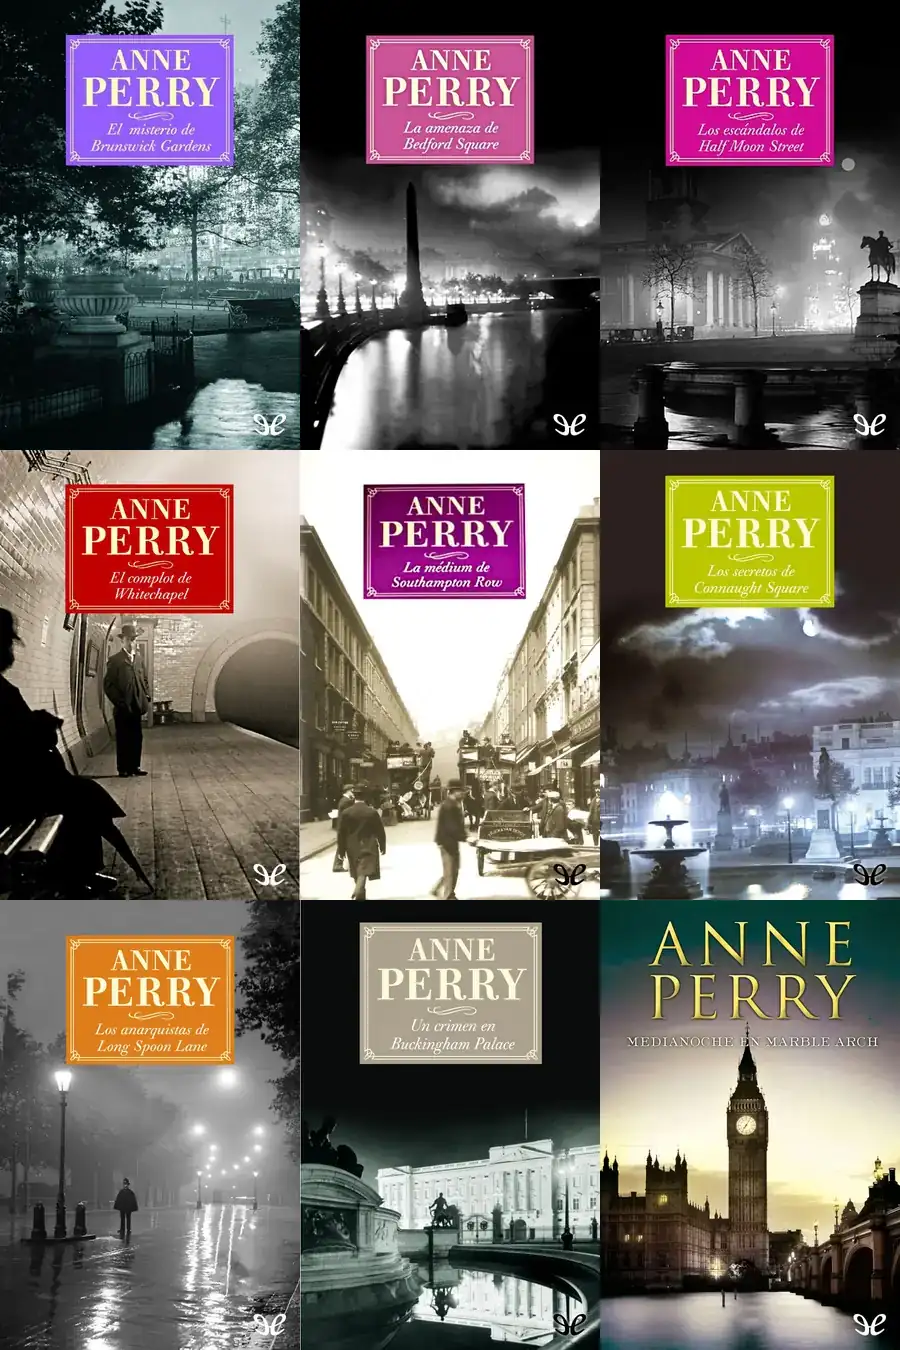 ANNE
PERRY
El misterio de
Brunswick Gardens
ANNE
PERRY
La amenaza de
Bedford Square
ANNE
PERRY
Los escándalos de
Half Moon Street
ANNE
PERRY
El complot de
Whitechapel
ANNE
PERRY
La médium de
Southampton Row
ANNE
PERRY
Los secretos de
Connaught Square
ANNE
PERRY
Los anarquistas de
Long Spoon Lane
ANNE
PERRY
Un crimen en
Buckingham Palace
ANNE
PERRY
MEDIANOCHE EN MARBLE ARCH